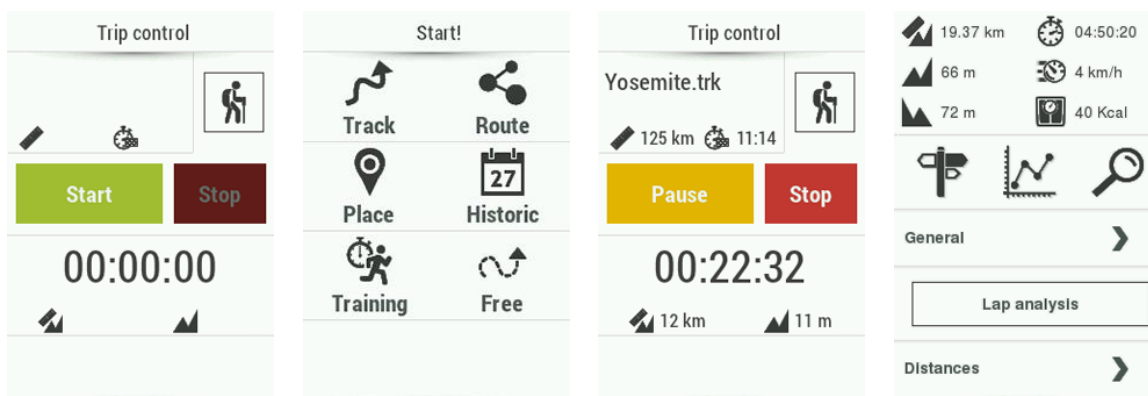 Trip control
Start
Stop
00:00:00
Start!
Track
Route
Place
27
Historic
Training
Free
Trip control
Yosemite.trk
125 km
11:14
Pause
Stop
00:22:32
12 km
11 m
19.37 km
04:50:20
66 m
4 km/h
72 m
40 Kcal
General
Lap analysis
Distances